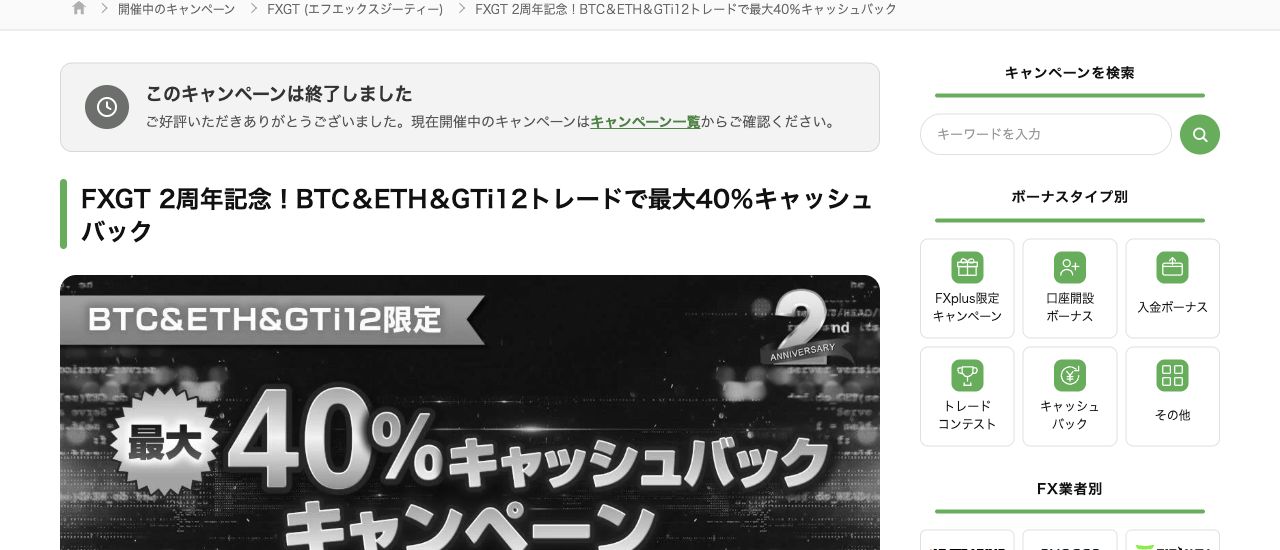 開催中のキャンペーン
FXGT (エフエックスジーティー)
FXGT 2周年記念！BTC＆ETH＆GTi12トレードで最大40％キャッシュバック
このキャンペーンは終了しました
ご好評いただきありがとうございました。現在開催中のキャンペーンはキャンペーン一覧からご確認ください。
FXGT 2周年記念！BTC＆ETH＆GTi12トレードで最大40％キャッシュ
バック
BTC&ETH&GTi12限定
2nd
ANNIVERSARY
最大
40%キャッシュバック
キャンペーン
キャンペーンを検索
キーワードを入力
ボーナスタイプ別
FXplus限定
キャンペーン
口座開設
ボーナス
入金ボーナス
トレード
コンテスト
キャッシュ
バック
その他
FX業者別